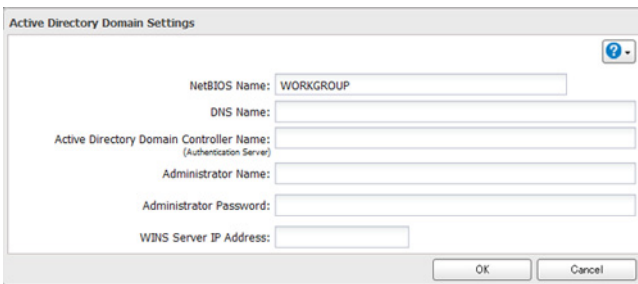 Active Directory Domain Settings
?
NetBIOS Name: WORKGROUP
DNS Name:
Active Directory Domain Controller Name:
(Authentication Server)
Administrator Name:
Administrator Password:
WINS Server IP Address:
OK Cancel